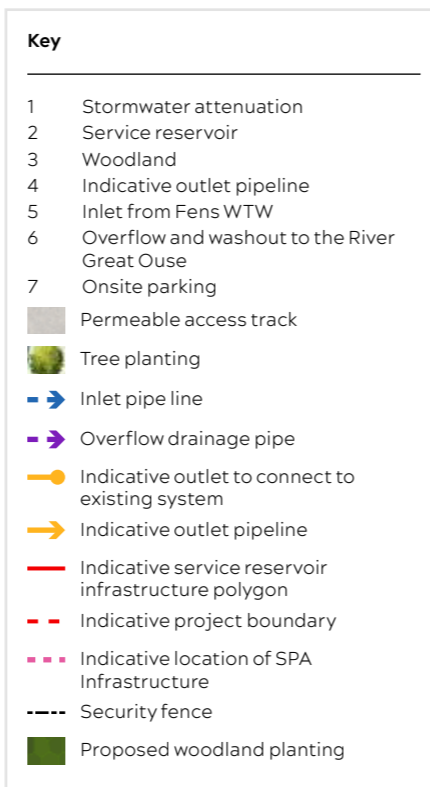 Key
1 Stormwater attenuation
2 Service reservoir
3 Woodland
4 Indicative outlet pipeline
5 Inlet from Fens WTW
6 Overflow and washout to the River
Great Ouse
7 Onsite parking
Permeable access track
Tree planting
Inlet pipe line
Overflow drainage pipe
Indicative outlet to connect to
existing system
Indicative outlet pipeline
Indicative service reservoir
infrastructure polygon
Indicative project boundary
Indicative location of SPA
Infrastructure
Security fence
Proposed woodland planting